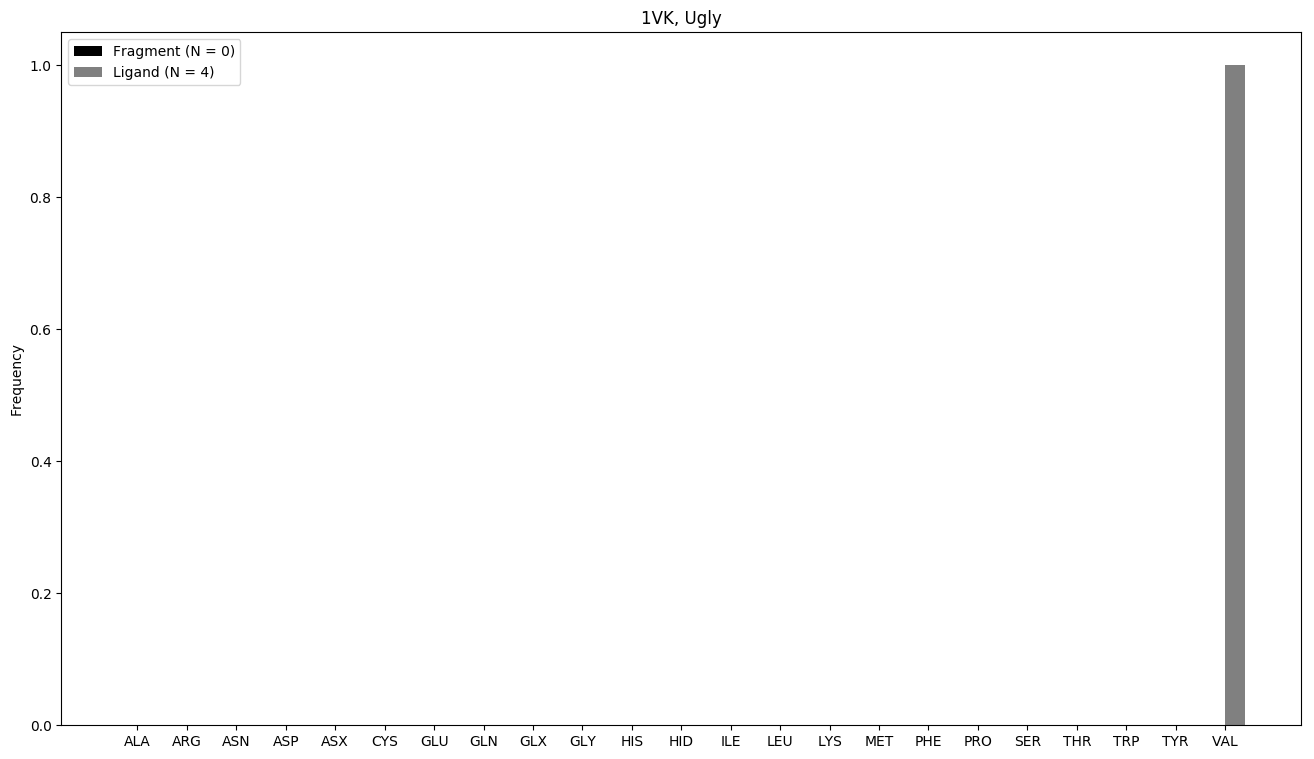 1VK, Ugly
Fragment (N = 0)
Ligand (N = 4)
1.0
0.8
0.6
0.4
0.2
0.0
Frequency
ALA ARG ASN ASP ASX CYS GLU GLN GLX GLY HIS HID ILE LEU LYS MET PHE PRO SER THR TRP TYR VAL